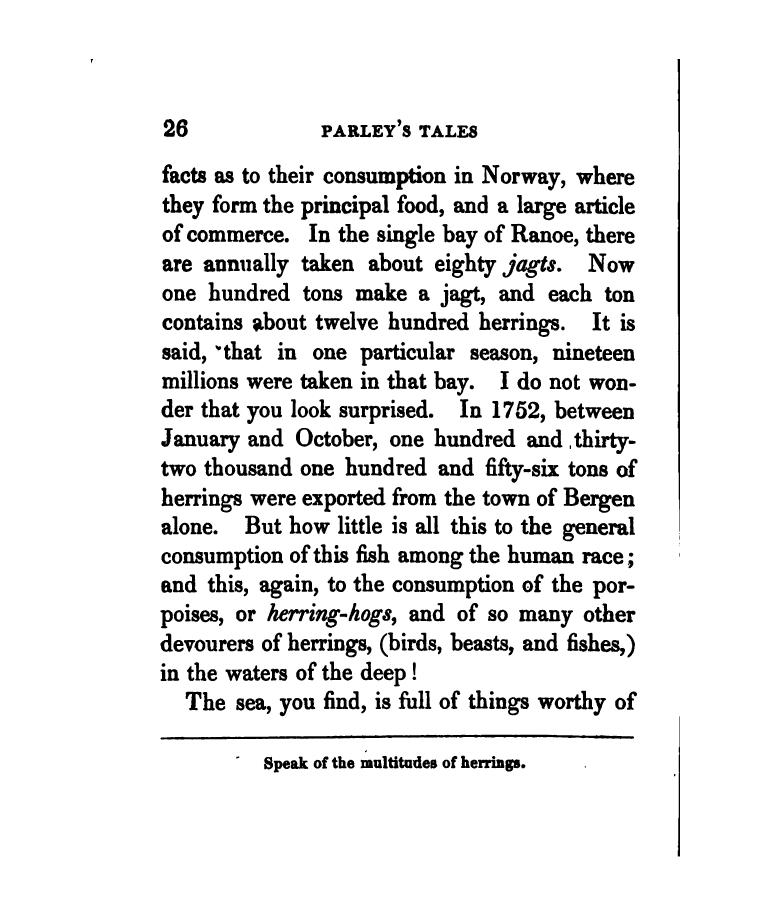 26 PARLEY'S TALES
facts as to their consumption in Norway, where
they form the principal food, and a large article
of commerce. In the single bay of Ranoe, there
are annually taken about eighty jagts. Now
one hundred tons make a jagt, and each ton
contains about twelve hundred herrings. It is
said, that in one particular season, nineteen
millions were taken in that bay. I do not won-
der that you look surprised. In 1752, between
January and October, one hundred and thirty-
two thousand one hundred and fifty-six tons of
herrings were exported from the town of Bergen
alone. But how little is all this to the general
consumption of this fish among the human race;
and this, again, to the consumption of the por-
poises, or herring-hogs, and of so many other
devourers of herrings, (birds, beasts, and fishes,)
in the waters of the deep!
The sea, you find, is full of things worthy of
Speak of the multitudes of herrings.